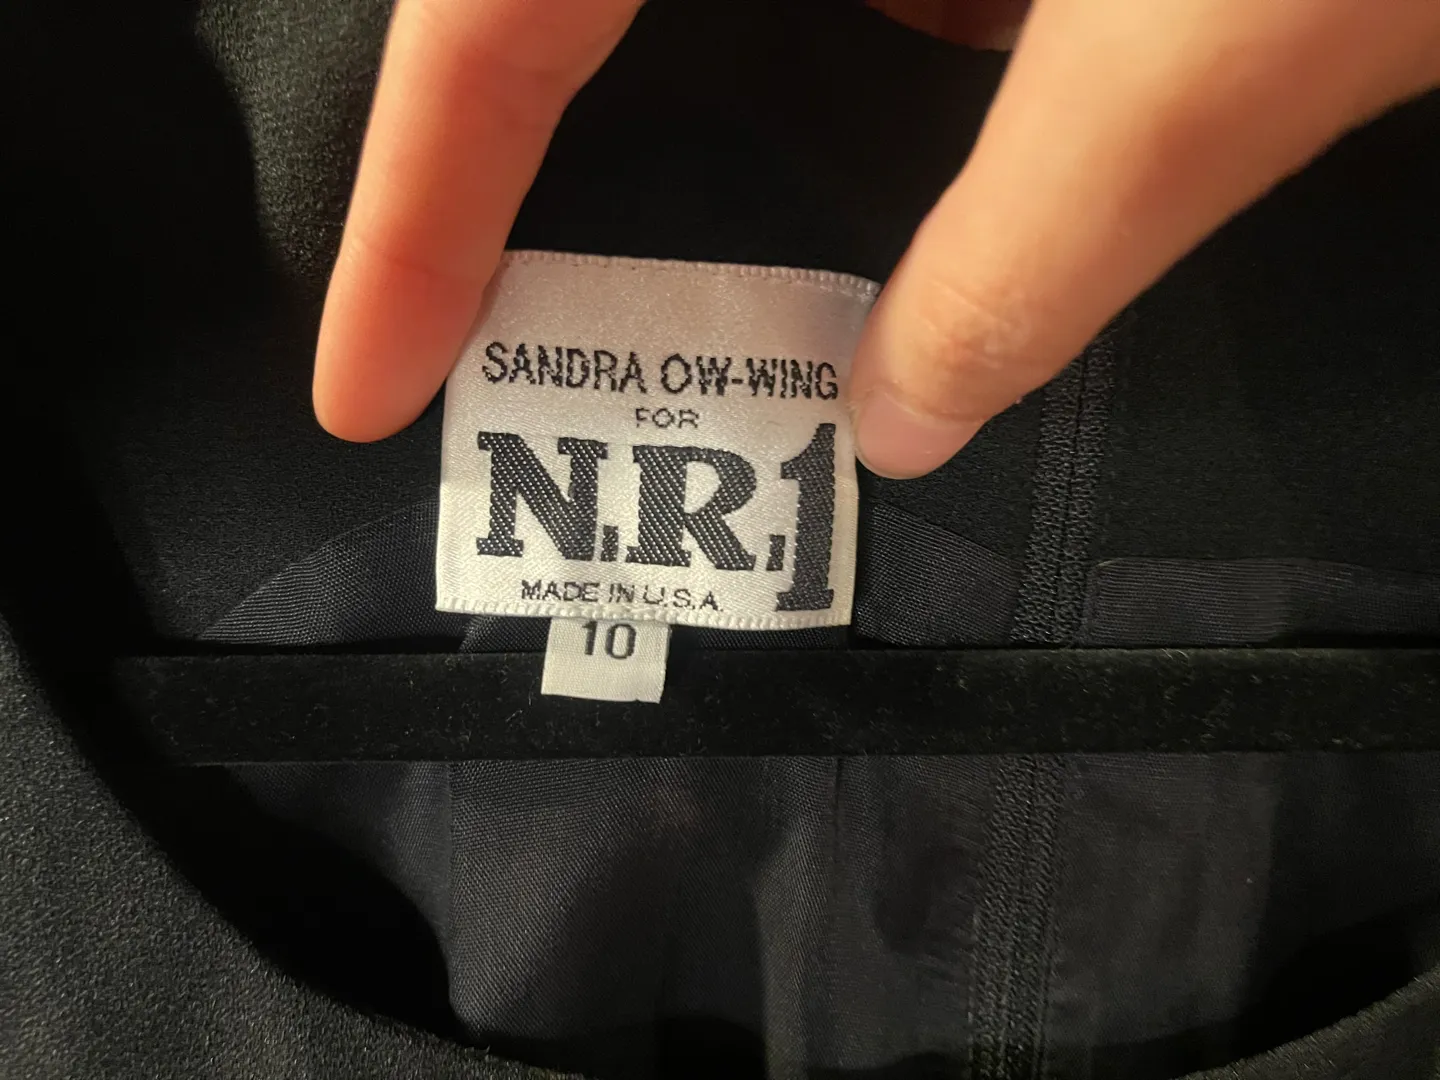 SANDRA OW-WING
FOR
N.R.1
MADE IN U.S.A.
10